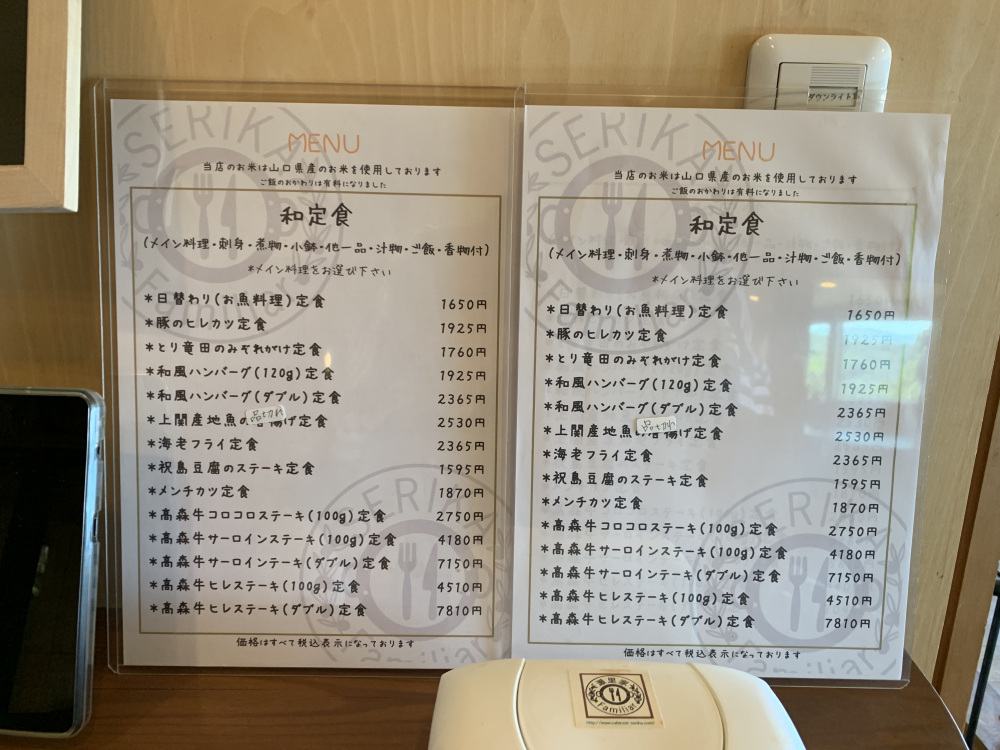 SERIKA
MENU
当店のお米は山口県産のお米を使用しております
ご飯のおかわりは有料になりました
和定食
(メイン料理・刺身・煮物・小鉢・他一品・汁物・ご飯・香物付)
*メイン料理をお選び下さい
*日替わり(お魚料理)定食 1650円
*豚のヒレカツ定食 1925円
*とり竜田のみぞれがけ定食 1760円
*和風ハンバーグ(120g)定食 1925円
*和風ハンバーグ(ダブル)定食 2365円
品切れ
*上関産地魚の唐揚げ定食 2530円
*海老フライ定食 2365円
*祝島豆腐のステーキ定食 1595円
*メンチカツ定食 1870円
*高森牛コロコロステーキ(100g)定食 2750円
*高森牛サーロインステーキ(100g)定食 4180円
*高森牛サーロインテーキ(ダブル)定食 7150円
*高森牛ヒレステーキ(100g)定食 4510円
*高森牛ヒレステーキ(ダブル)定食 7810円
価格はすべて税込表示になっております
Familiar
SERIKA
MENU
当店のお米は山口県産のお米を使用しております
ご飯のおかわりは有料になりました
和定食
(メイン料理・刺身・煮物・小鉢・他一品・汁物・ご飯・香物付)
*メイン料理をお選び下さい
*日替わり(お魚料理)定食 1650円
*豚のヒレカツ定食 1925円
*とり竜田のみぞれがけ定食 1760円
*和風ハンバーグ(120g)定食 1925円
*和風ハンバーグ(ダブル)定食 2365円
品切れ
*上関産地魚の唐揚げ定食 2530円
*海老フライ定食 2365円
*祝島豆腐のステーキ定食 1595円
*メンチカツ定食 1870円
*高森牛コロコロステーキ(100g)定食 2750円
*高森牛サーロインステーキ(100g)定食 4180円
*高森牛サーロインテーキ(ダブル)定食 7150円
*高森牛ヒレステーキ(100g)定食 4510円
*高森牛ヒレステーキ(ダブル)定食 7810円
価格はすべて税込表示になっております
Familiar
ダウンライト
Familiar